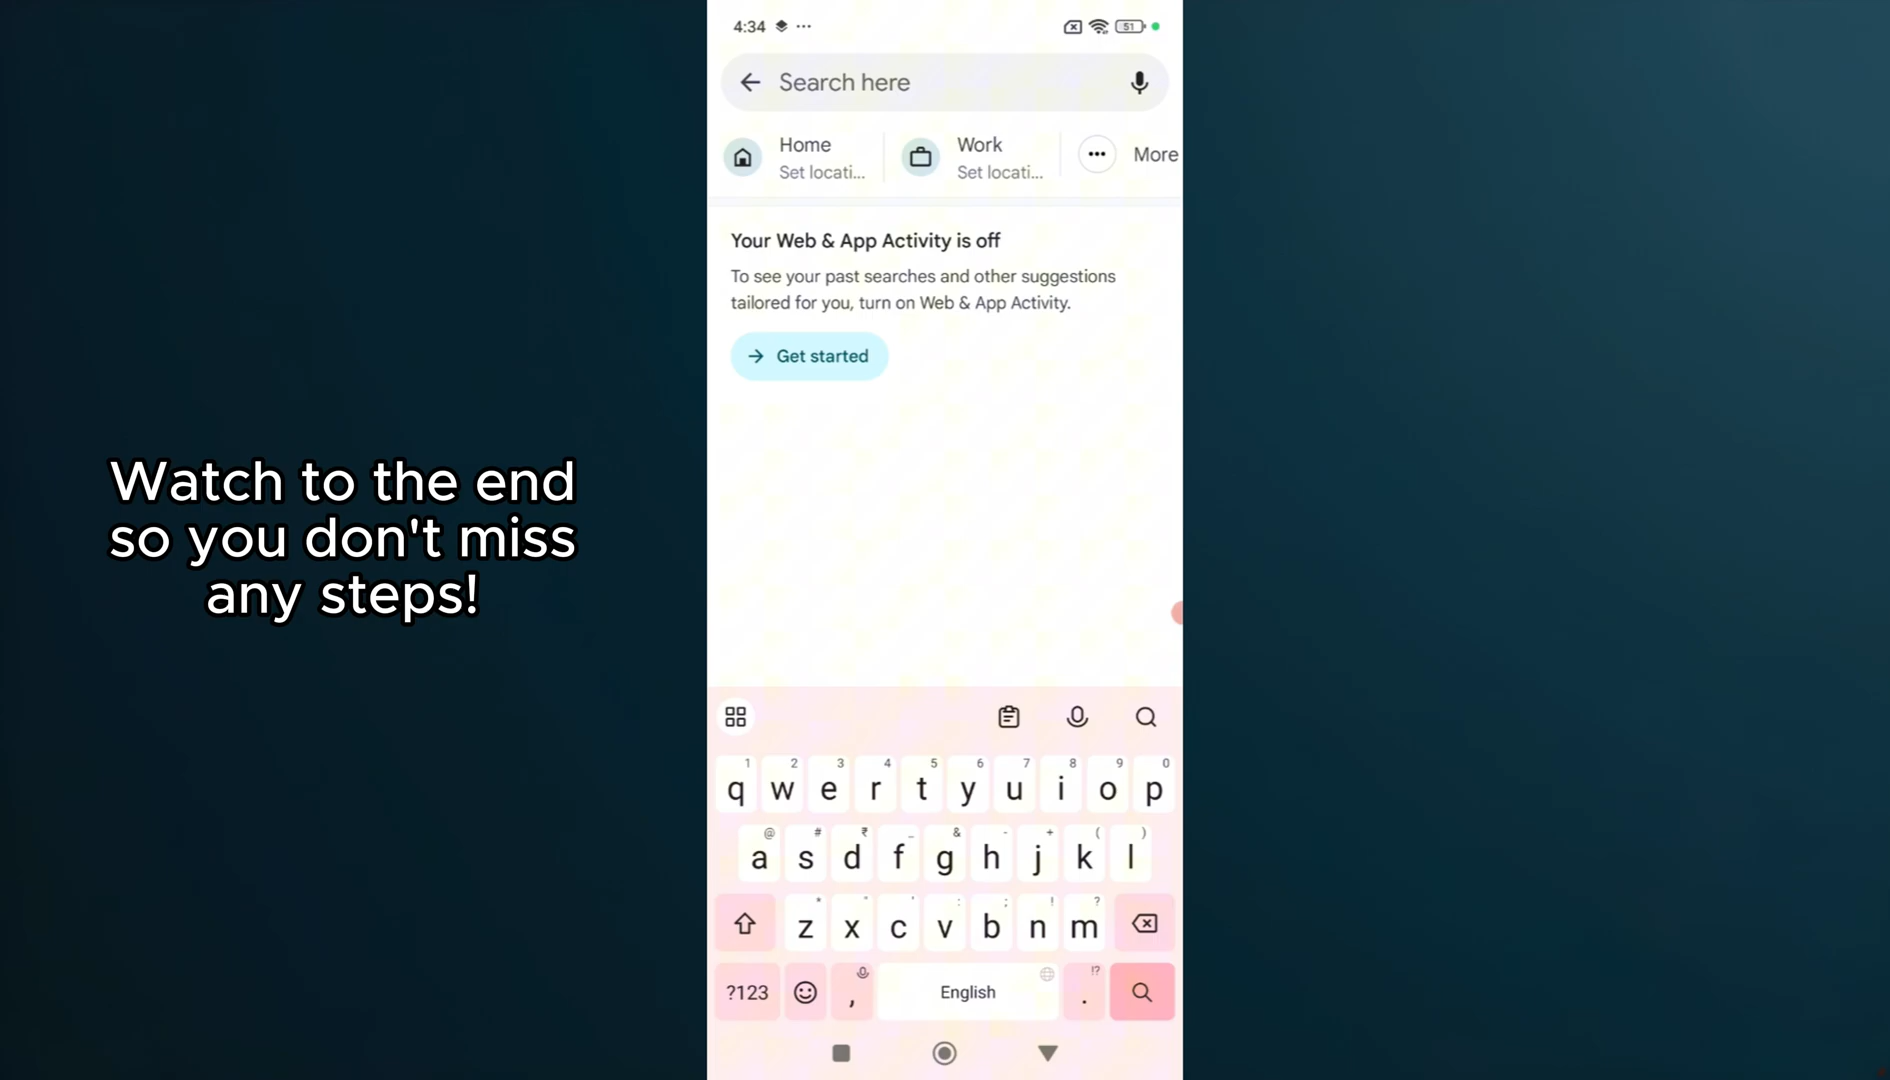 4:34
51
Search here
Home
Set locati...
Work
Set locati...
More
Your Web & App Activity is off
To see your past searches and other suggestions
tailored for you, turn on Web & App Activity.
Get started
Watch to the end
so you don't miss
any steps!
1 2 3 4 5 6 7 8 9 0
q w e r t y u i o p
@ # ₹ _ & - + ( )
a s d f g h j k l
* " ' : ; ! ?
z x c v b n m
!?
?123 , English .